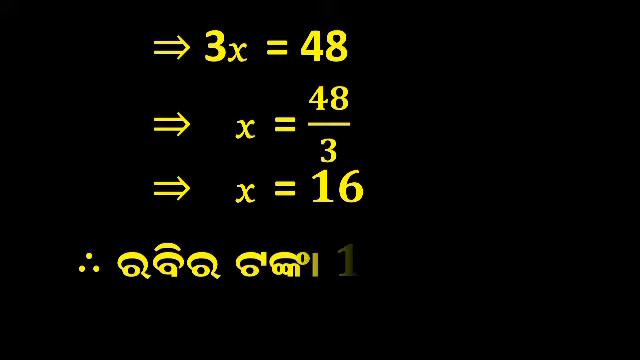 ⇒ 3x = 48
⇒ x = 48/3
⇒ x = 16
∴ ରବିର ଟଙ୍କା 1